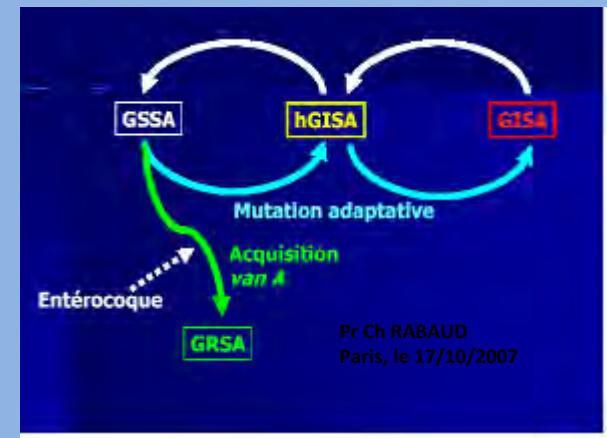 GSSA
hGISA
GISA
Mutation adaptative
Acquisition
van A
Entérocoque
GRSA
Pr Ch RABAUD
Paris, le 17/10/2007